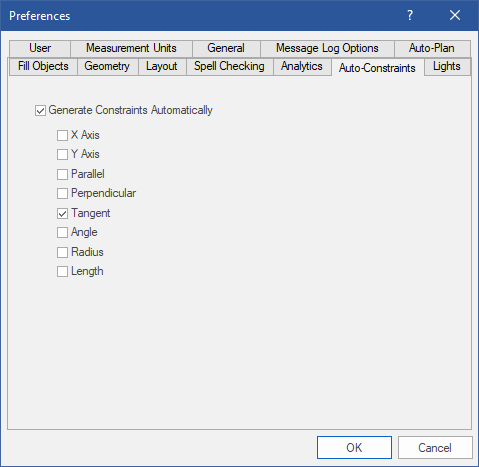 Preferences ?
User Measurement Units General Message Log Options Auto-Plan
Fill Objects Geometry Layout Spell Checking Analytics Auto-Constraints Lights
Generate Constraints Automatically
X Axis
Y Axis
Parallel
Perpendicular
Tangent
Angle
Radius
Length
OK Cancel